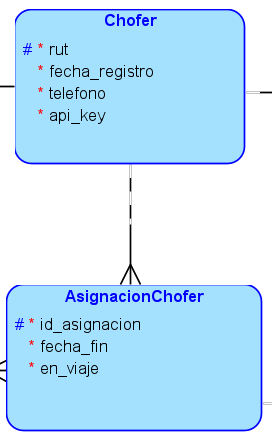 Chofer
# * rut
* fecha_registro
* telefono
* api_key
AsignacionChofer
# * id_asignacion
* fecha_fin
* en_viaje